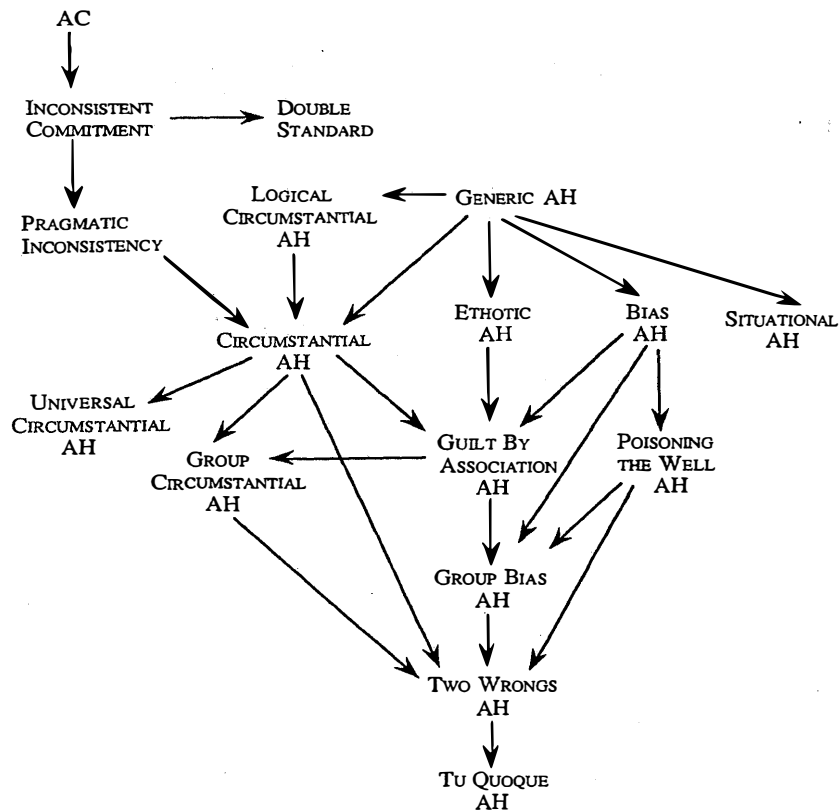 AC
INCONSISTENT
COMMITMENT
DOUBLE
STANDARD
LOGICAL
CIRCUMSTANTIAL
AH
GENERIC AH
PRAGMATIC
INCONSISTENCY
CIRCUMSTANTIAL
AH
ETHOTIC
AH
BIAS
AH
SITUATIONAL
AH
UNIVERSAL
CIRCUMSTANTIAL
AH
GROUP
CIRCUMSTANTIAL
AH
GUILT BY
ASSOCIATION
AH
POISONING
THE WELL
AH
GROUP BIAS
AH
TWO WRONGS
AH
TU QUOQUE
AH